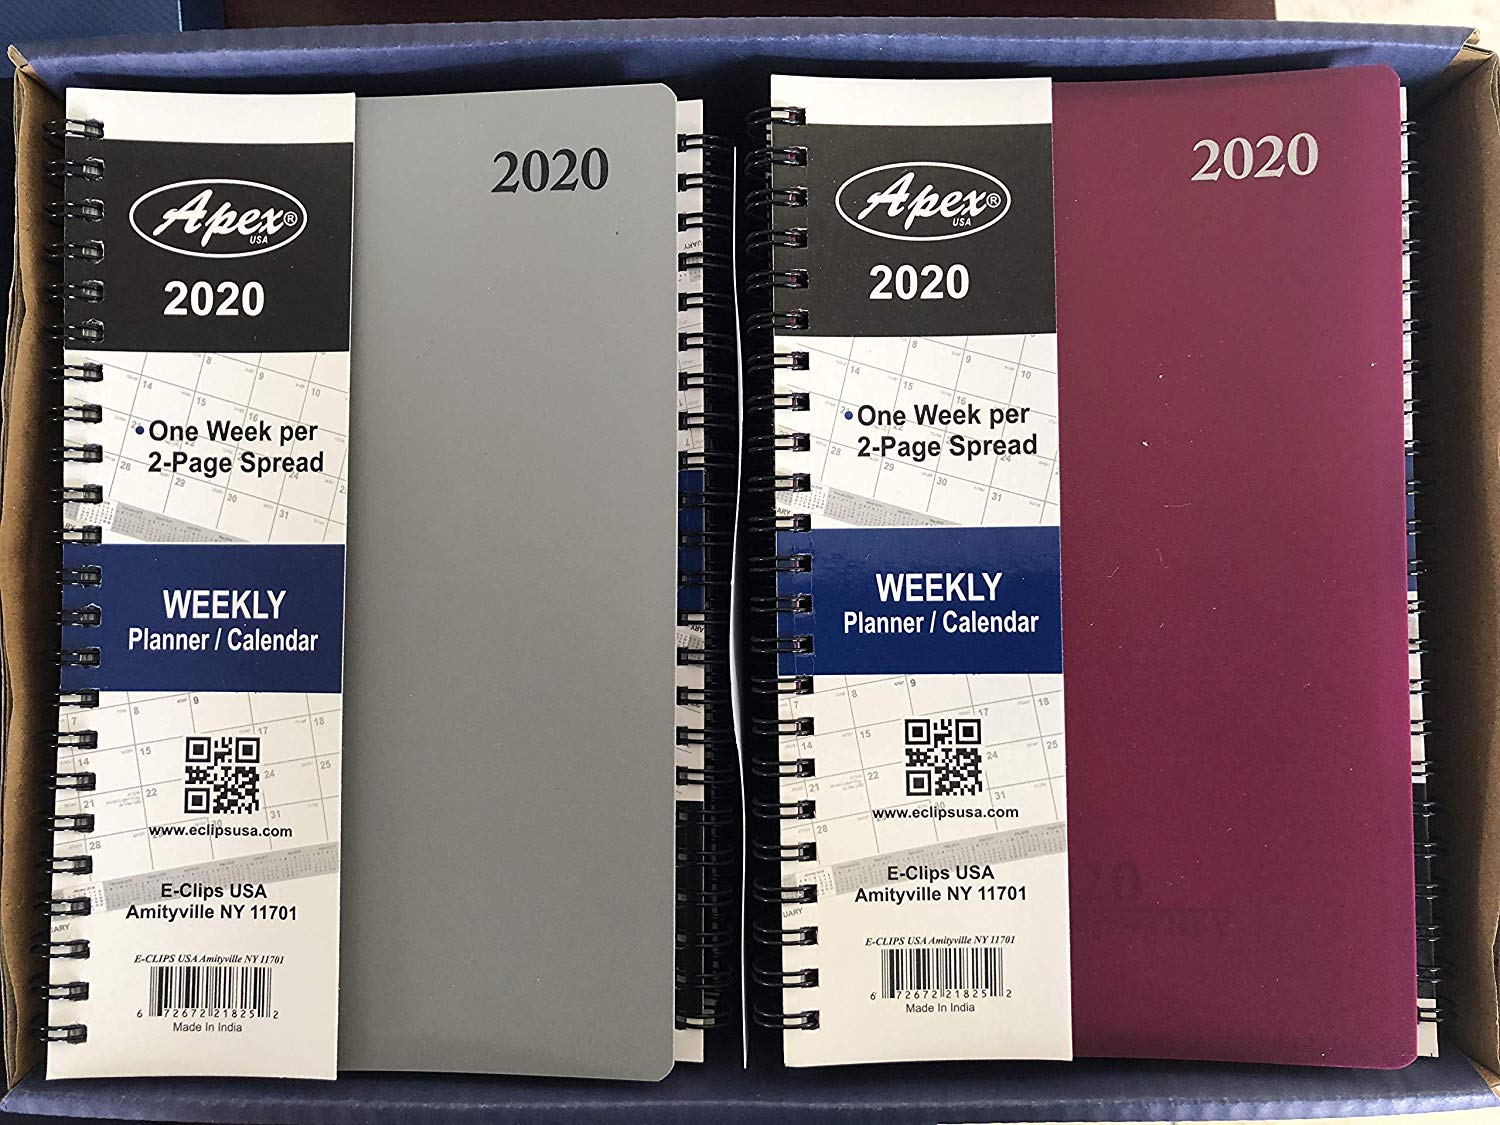 2020
Apex®
USA
2020
•One Week per
2-Page Spread
WEEKLY
Planner / Calendar
www.eclipsusa.com
E-Clips USA
Amityville NY 11701
E-CLIPS USA Amityville NY 11701
6 72672 21825 2
Made In India
2020
Apex®
USA
2020
•One Week per
2-Page Spread
WEEKLY
Planner / Calendar
www.eclipsusa.com
E-Clips USA
Amityville NY 11701
E-CLIPS USA Amityville NY 11701
6 72672 21825 2
Made In India